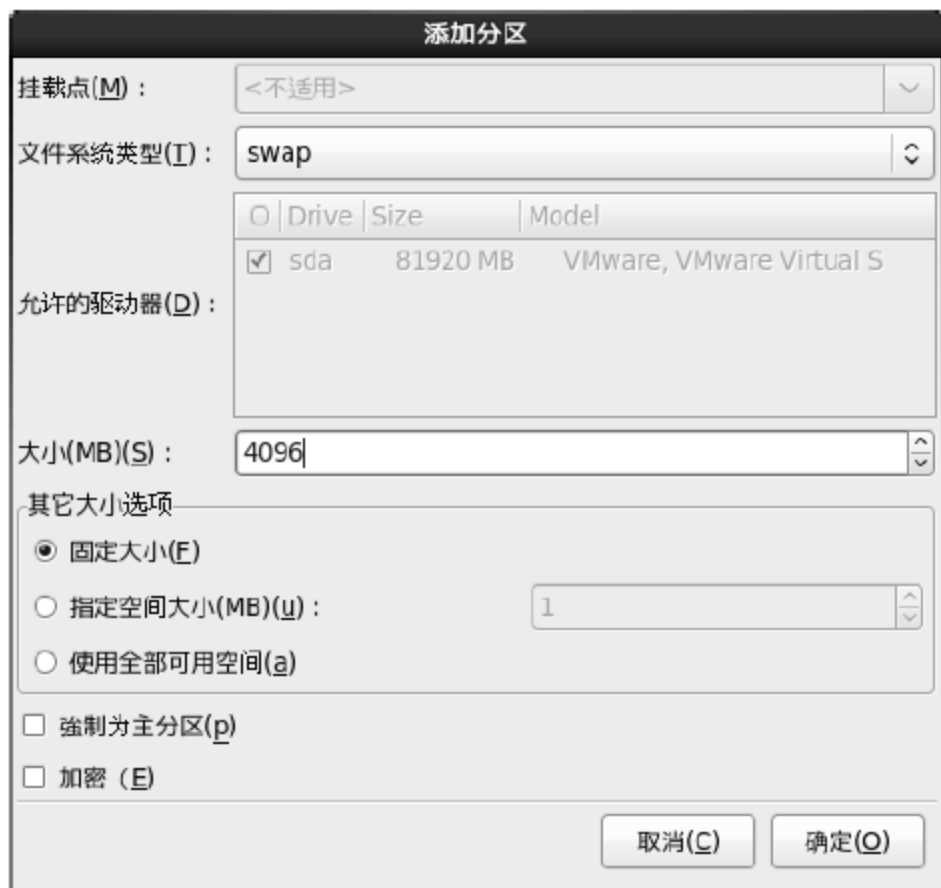 添加分区
挂载点(M)： <不适用>
文件系统类型(T)： swap
O Drive Size Model
sda 81920 MB VMware, VMware Virtual S
允许的驱动器(D)：
大小(MB)(S)： 4096
其它大小选项
固定大小(F)
指定空间大小(MB)(u)： 1
使用全部可用空间(a)
強制为主分区(p)
加密（E)
取消(C) 确定(O)